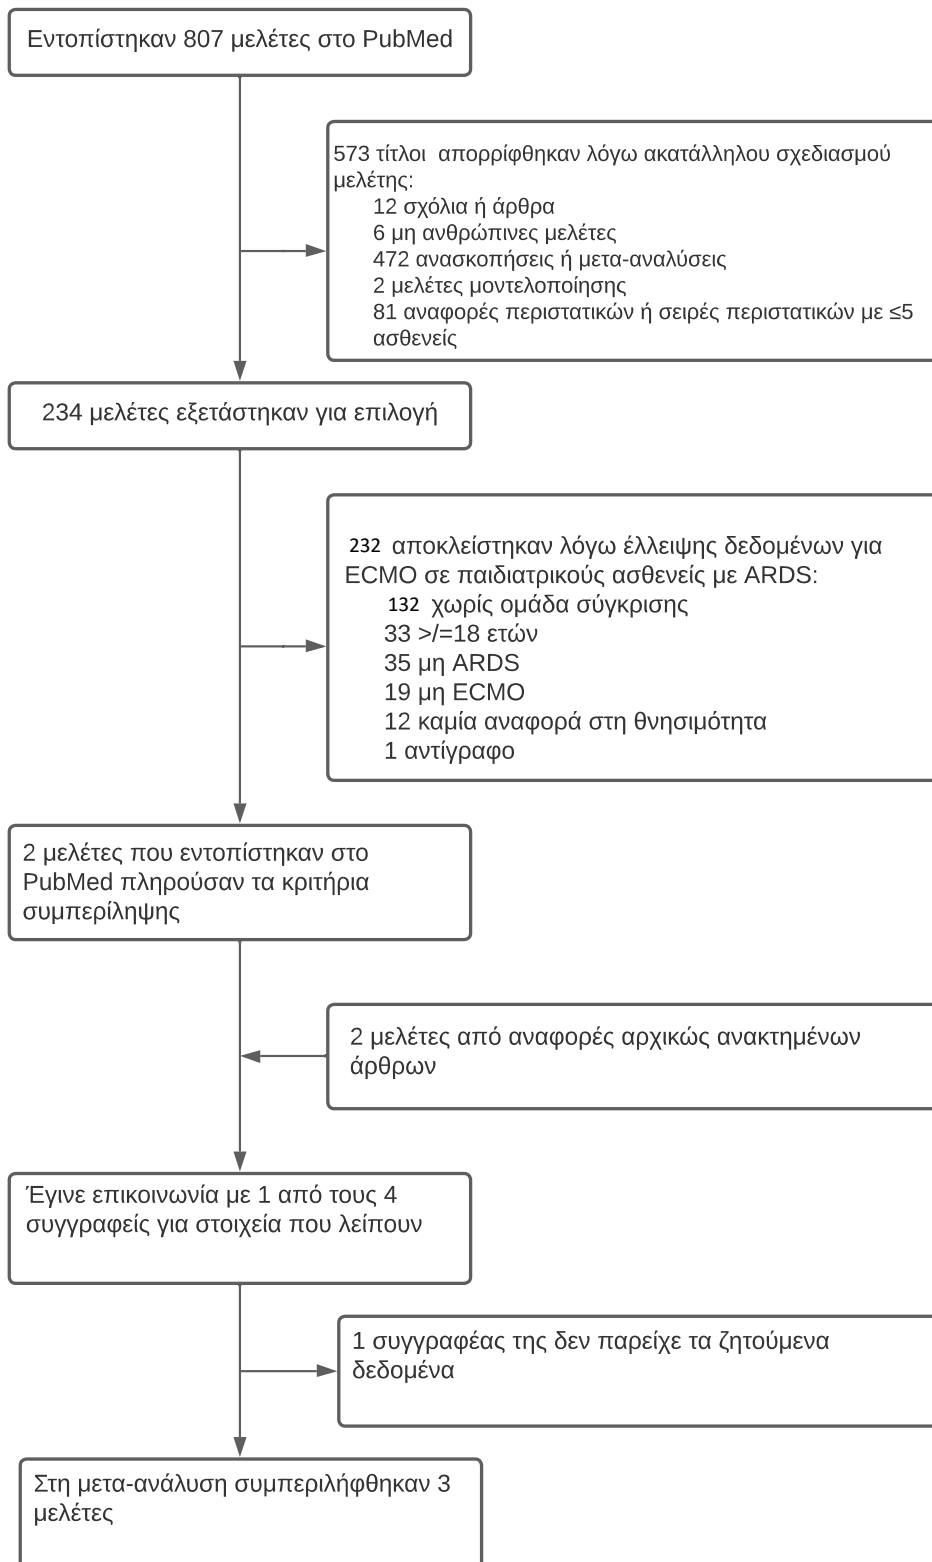 Εντοπίστηκαν 807 μελέτες στο PubMed
573 τίτλοι  απορρίφθηκαν λόγω ακατάλληλου σχεδιασμού
μελέτης:
12 σχόλια ή άρθρα
6 μη ανθρώπινες μελέτες
472 ανασκοπήσεις ή μετα-αναλύσεις
2 μελέτες μοντελοποίησης
81 αναφορές περιστατικών ή σειρές περιστατικών με ≤5
ασθενείς
234 μελέτες εξετάστηκαν για επιλογή
232 αποκλείστηκαν λόγω έλλειψης δεδομένων για
ECMO σε παιδιατρικούς ασθενείς με ARDS:
132 χωρίς ομάδα σύγκρισης
33 >/=18 ετών
35 μη ARDS
19 μη ECMO
12 καμία αναφορά στη θνησιμότητα
1 αντίγραφο
2 μελέτες που εντοπίστηκαν στο
PubMed πληρούσαν τα κριτήρια
συμπερίληψης
2 μελέτες από αναφορές αρχικώς ανακτημένων
άρθρων
Έγινε επικοινωνία με 1 από τους 4
συγγραφείς για στοιχεία που λείπουν
1 συγγραφέας της δεν παρείχε τα ζητούμενα
δεδομένα
Στη μετα-ανάλυση συμπεριλήφθηκαν 3
μελέτες